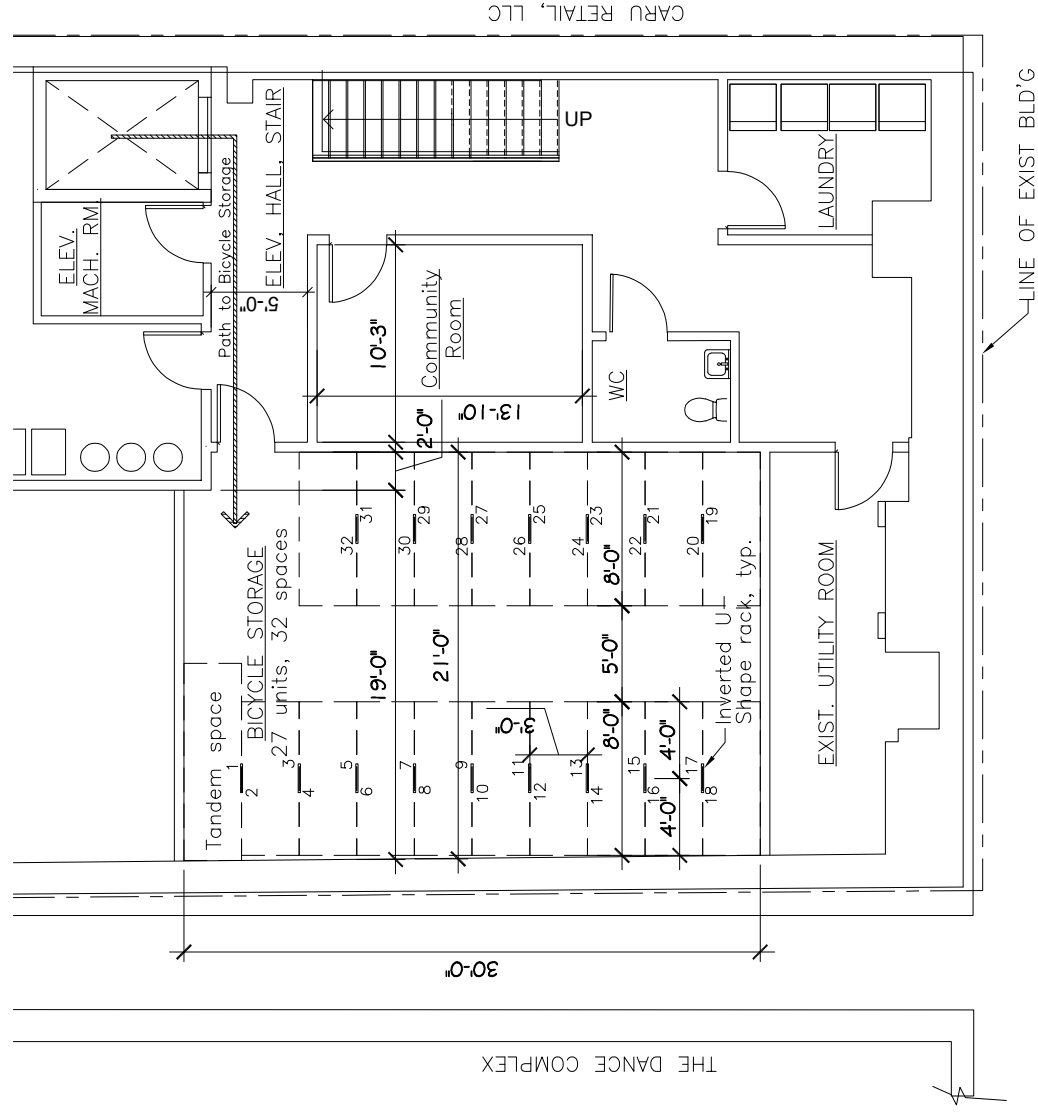 CARU RETAIL, LLC
LINE OF EXIST BLD'G
ELEV.
MACH. RM.
Path to Bicycle Storage
ELEV, HALL, STAIR
UP
LAUNDRY
5'-0"
10'-3"
Community
Room
13'-10"
WC
2'-0"
BICYCLE STORAGE
27 units, 32 spaces
Tandem space
19'-0"
21'-0"
8'-0"
5'-0"
8'-0"
3'-0"
4'-0"
4'-0"
Inverted U
Shape rack, typ.
EXIST. UTILITY ROOM
1
2
3
4
5
6
7
8
9
10
11
12
13
14
15
16
17
18
19
20
21
22
23
24
25
26
27
28
29
30
31
32
30'-0"
THE DANCE COMPLEX